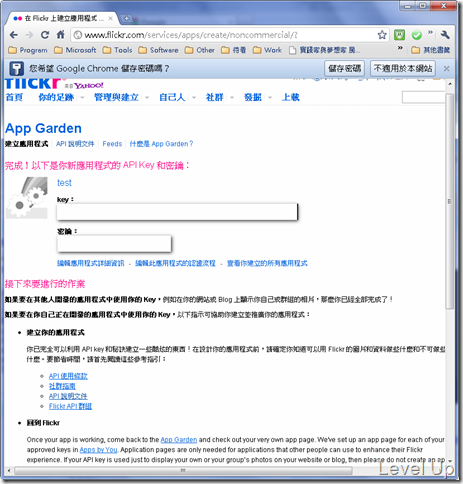 在 Flickr 上建立應用程式
www.flickr.com/services/apps/create/noncommercial/?
Program Software Tools Other 待看 Work 寶諾家具夢想家 居... 其他書籤
您希望 Google Chrome 儲存密碼嗎？ 儲存密碼 不適用於本網站
flickr YAHOO!
首頁 你的足跡 管理與建立 自己人 社群 發掘 上載
App Garden
建立應用程式 API 說明文件 Feeds 什麼是 App Garden？
完成！以下是你新應用程式的 API Key 和密鑰：
test
key：
密鑰：
編輯應用程式詳細資訊 - 編輯此應用程式的認證流程 - 查看你建立的所有應用程式
接下來要進行的作業
如果要在其他人開發的應用程式中使用你的 Key，例如在你的網站或 Blog 上顯示你自己或群組的相片，那麼你已經全部完成了！
如果要在你自己正在開發的應用程式中使用你的 Key，以下指示可協助你建立並推廣你的應用程式：
建立你的應用程式
你已完全可以利用 API key 和秘訣建立一些酷炫的東西！在設計你的應用程式前，請確定你知道可以用 Flickr 的圖片和資料做些什麼和不可做些
什麼。要節省時間，請首先閱讀這些參考指引：
API 使用條款
社群指南
API 說明文件
Flickr API 群組
回到 Flickr
Once your app is working, come back to the App Garden and check out your very own app page. We've set up an app page for each of your
approved keys in Apps by You. Application pages are only needed for applications that other people can use to enhance their Flickr
experience. If your API key is used just to display your own or your group's photos on your website or blog, then please do not create an ap
Level Up